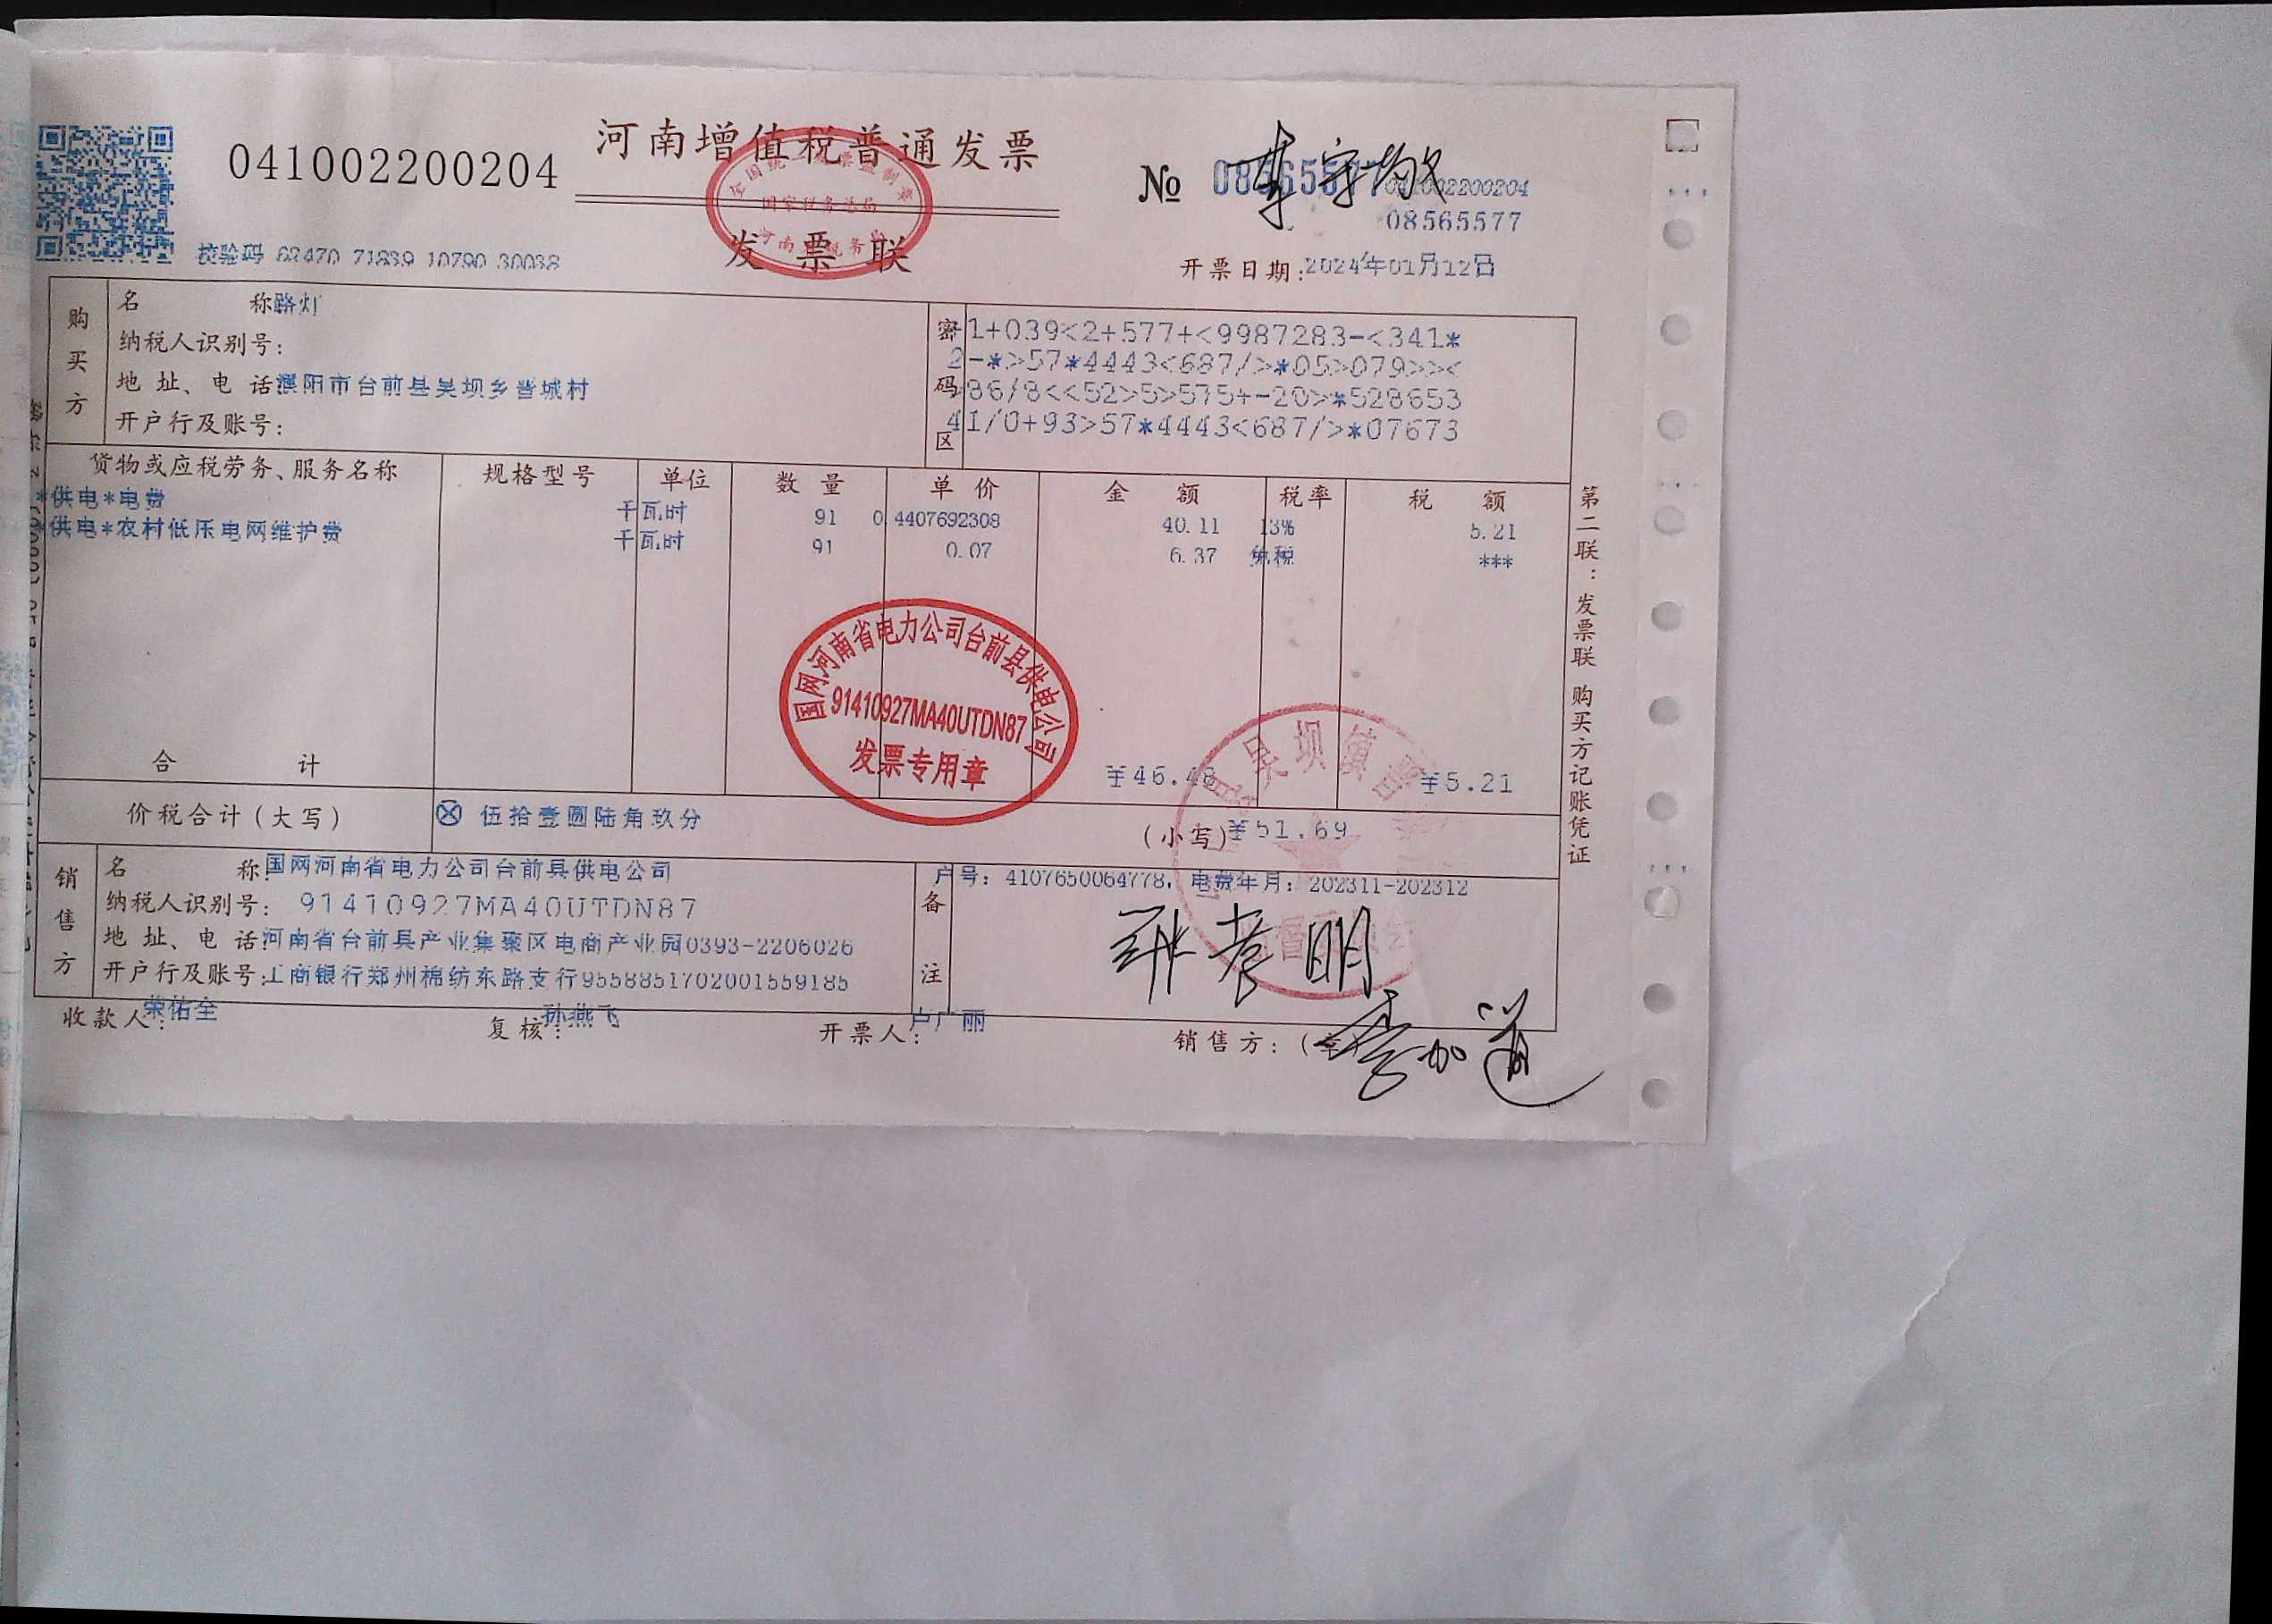 041002200204
河南增值税普通发票
№ 08565577
041002200204
08565577
发票联
校验码 62470 71839 10790 30038
开票日期:2024年01月12日
购买方
名称路灯
纳税人识别号:
地址、电话濮阳市台前县吴坝乡晋城村
开户行及账号:
密码区
1+039<2+577+<9987283-<341*
2-*>57*4443<687/>*05>079>><
86/8<<52>5>575+-20>*528653
41/0+93>57*4443<687/>*07673
货物或应税劳务、服务名称 规格型号 单位 数量 单价 金额 税率 税额
*供电*电费 千瓦时 91 0.4407692308 40.11 13% 5.21
*供电*农村低压电网维护费 千瓦时 91 0.07 6.37 免税 ***
国网河南省电力公司台前县供电公司
91410927MA40UTDN87
发票专用章
合计 ¥46.48 ¥5.21
价税合计(大写) ⊗ 伍拾壹圆陆角玖分 (小写)¥51.69
销售方
名称:国网河南省电力公司台前县供电公司
纳税人识别号: 91410927MA40UTDN87
地址、电话:河南省台前县产业集聚区电商产业园0393-2206026
开户行及账号:工商银行郑州棉纺东路支行9558851702001559185
备注
户号: 4107650064778, 电费年月: 202311-202312
收款人:荣佑全 复核:孙燕飞 开票人:卢广丽 销售方:(章)
第二联:发票联 购买方记账凭证